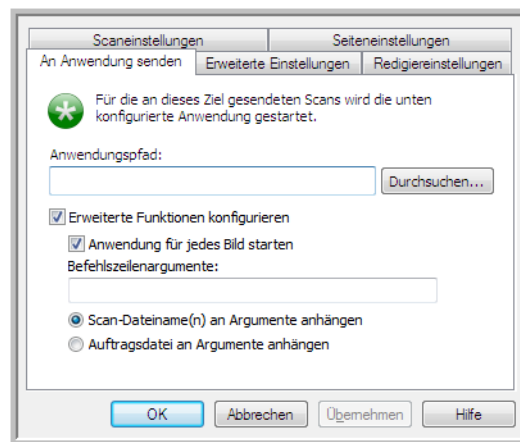 Scaneinstellungen
Seiteneinstellungen
An Anwendung senden
Erweiterte Einstellungen
Redigiereinstellungen
Für die an dieses Ziel gesendeten Scans wird die unten
konfigurierte Anwendung gestartet.
Anwendungspfad:
Durchsuchen...
Erweiterte Funktionen konfigurieren
Anwendung für jedes Bild starten
Befehlszeilenargumente:
Scan-Dateiname(n) an Argumente anhängen
Auftragsdatei an Argumente anhängen
OK
Abbrechen
Übernehmen
Hilfe